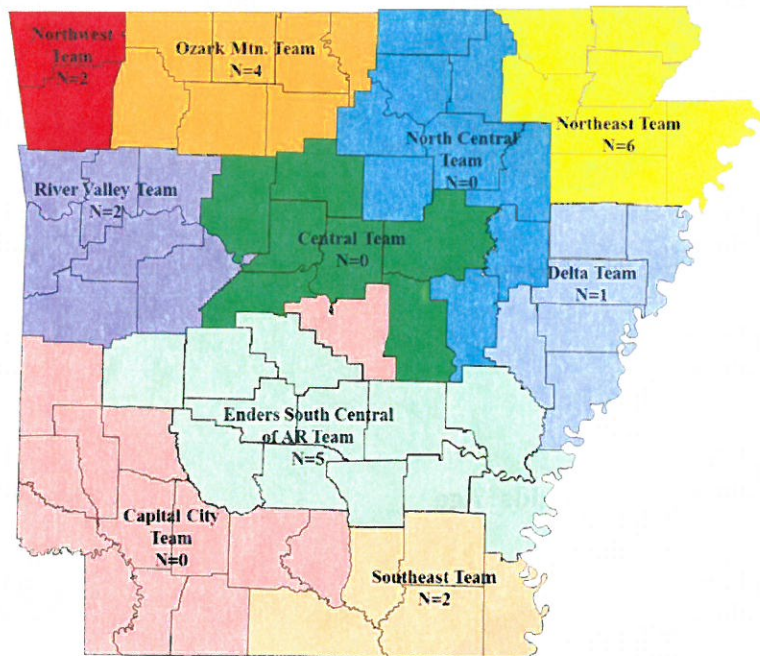 Northwest
Team
N=2
Ozark Mtn. Team
N=4
Northeast Team
N=6
North Central
Team
N=0
River Valley Team
N=2
Central Team
N=0
Delta Team
N=1
Enders South Central
of AR Team
N=5
Capital City
Team
N=0
Southeast Team
N=2